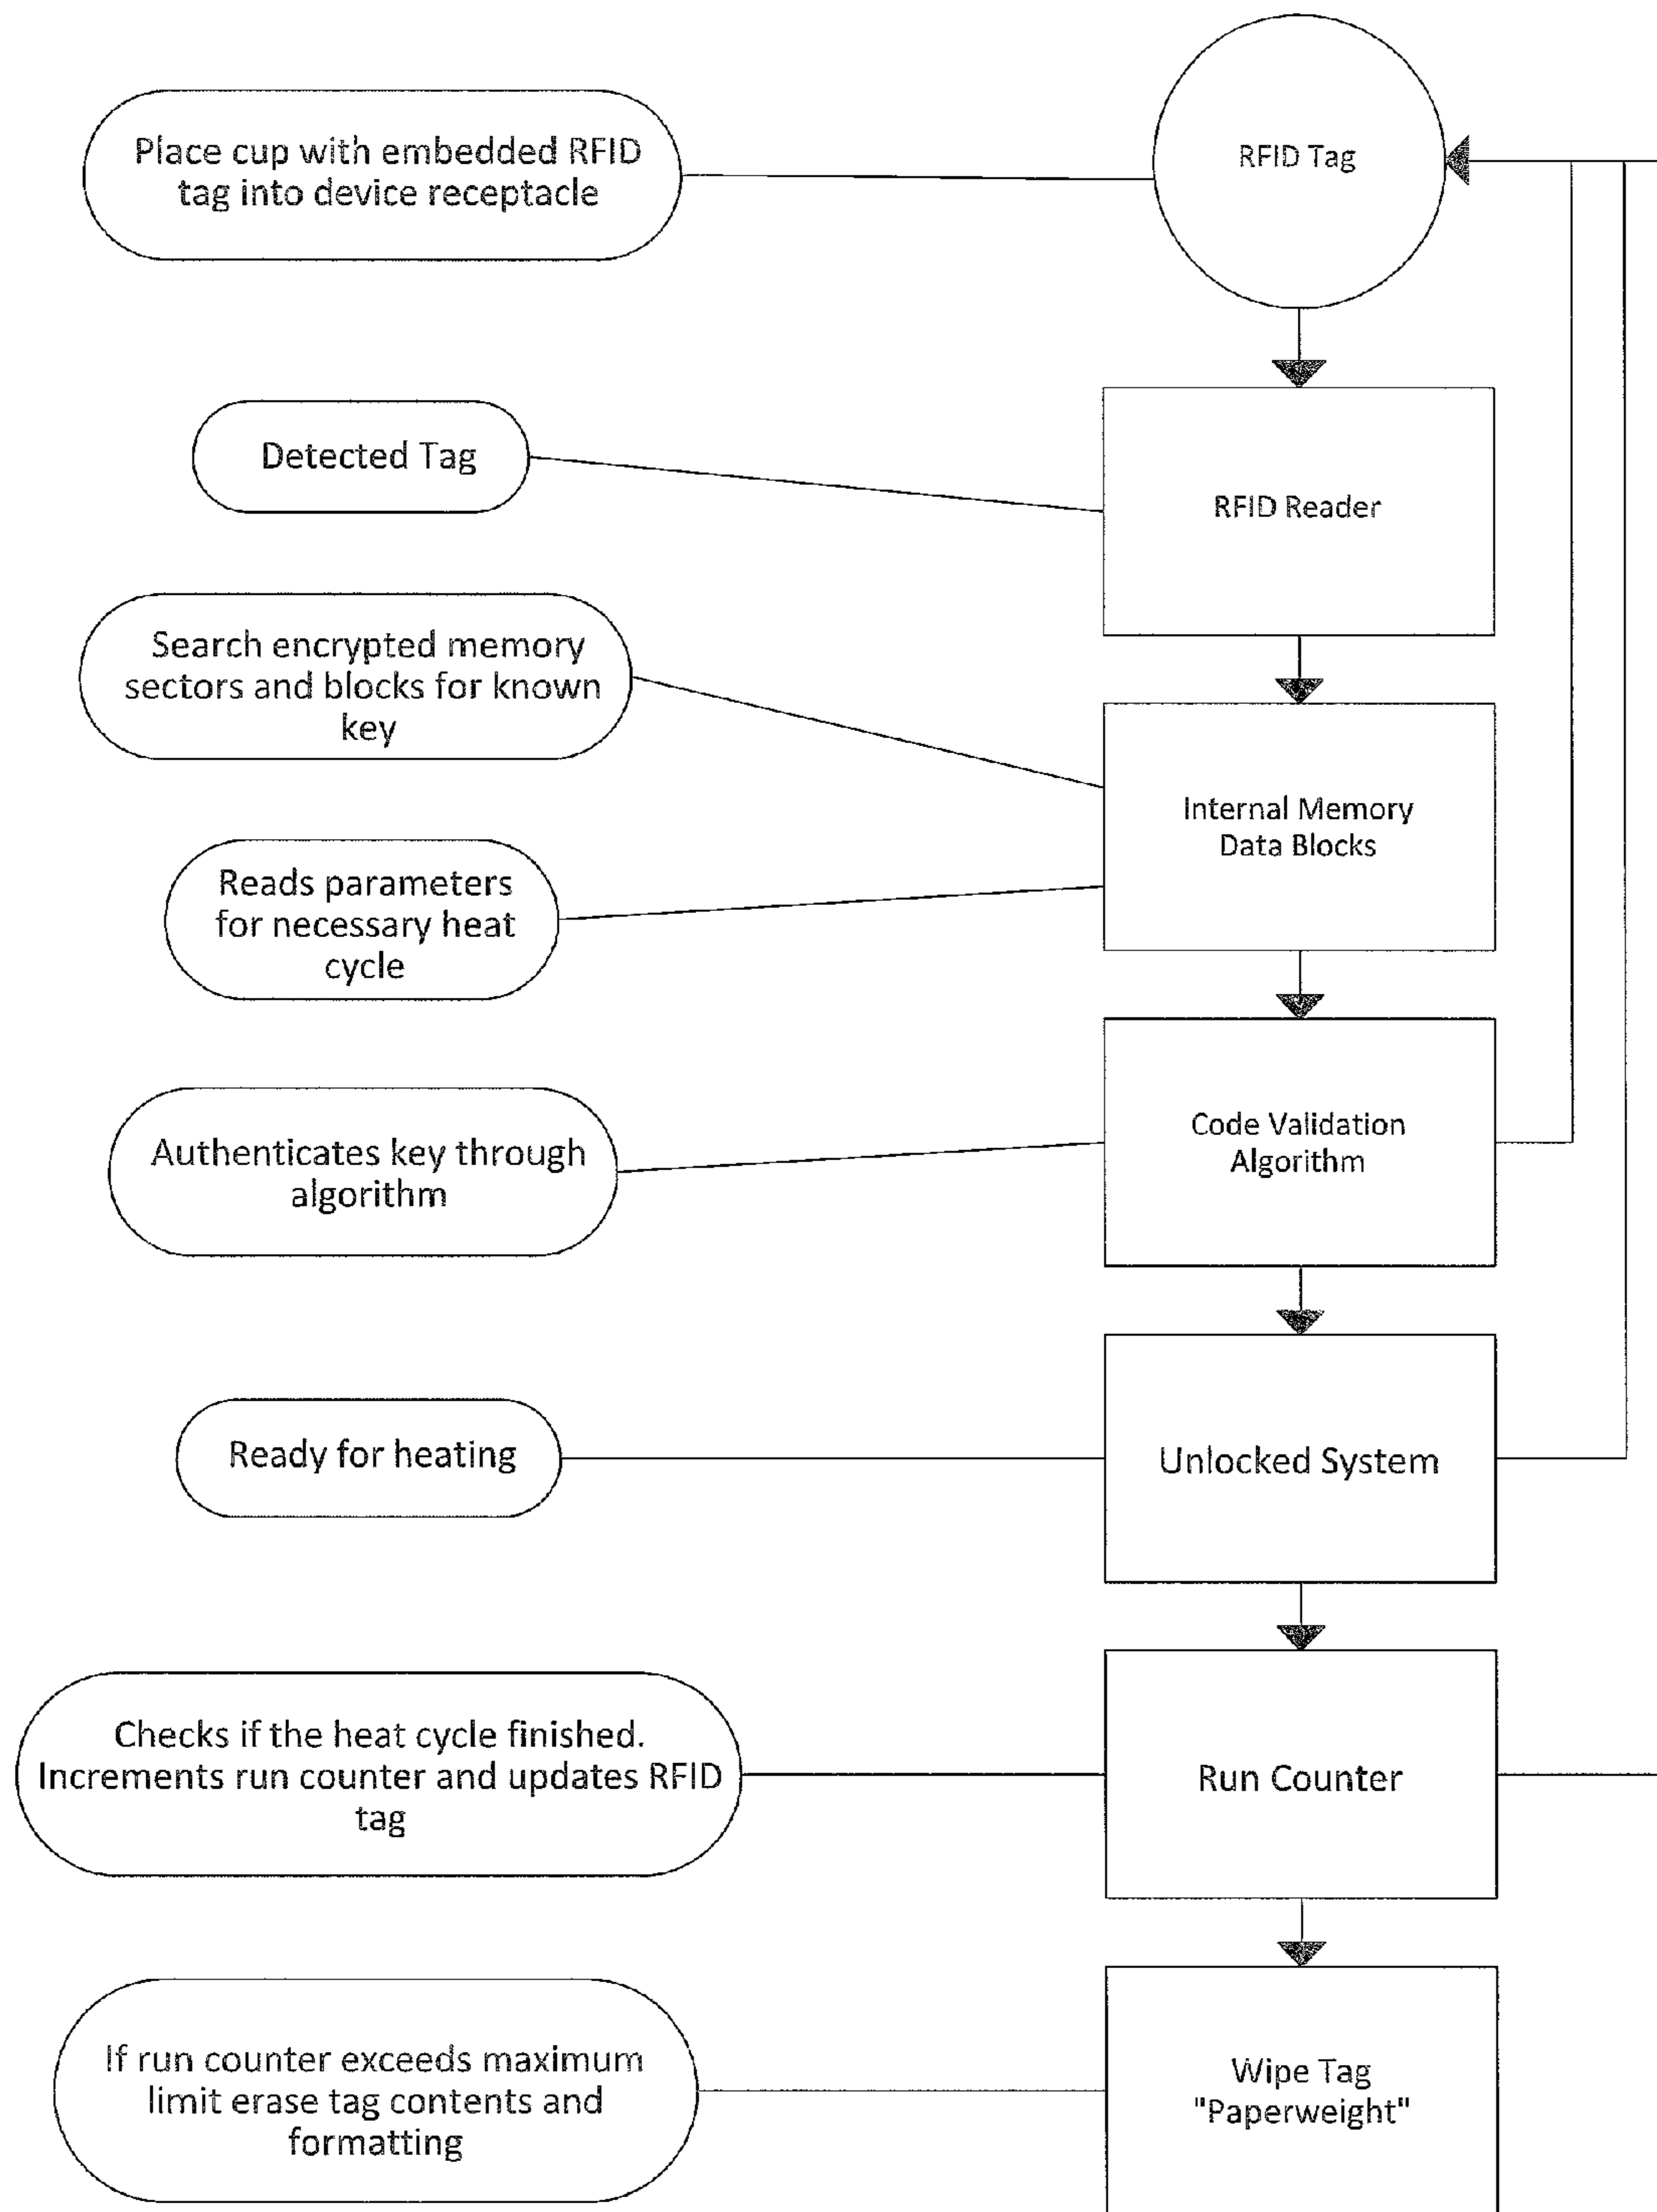 Place cup with embedded RFID
tag into device receptacle
RFID Tag
Detected Tag
RFID Reader
Search encrypted memory
sectors and blocks for known
key
Internal Memory
Data Blocks
Reads parameters
for necessary heat
cycle
Authenticates key through
algorithm
Code Validation
Algorithm
Ready for heating
Unlocked System
Checks if the heat cycle finished.
Increments run counter and updates RFID
tag
Run Counter
If run counter exceeds maximum
limit erase tag contents and
formatting
Wipe Tag
"Paperweight"